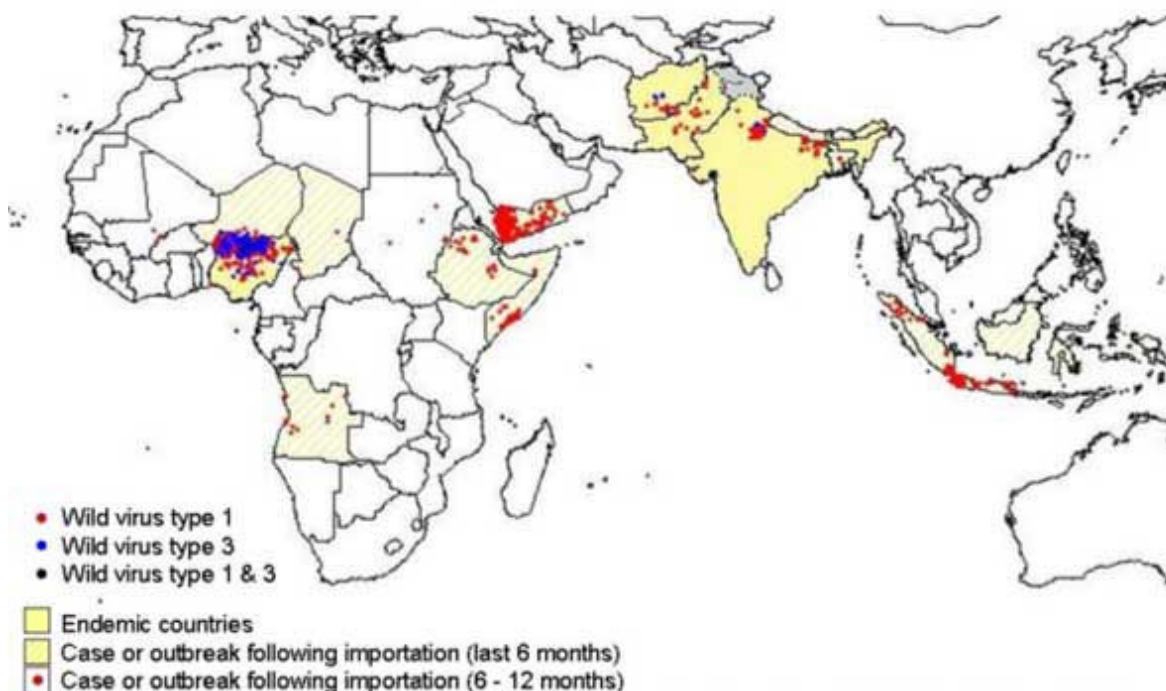 Wild virus type 1
Wild virus type 3
Wild virus type 1 & 3
Endemic countries
Case or outbreak following importation (last 6 months)
Case or outbreak following importation (6 - 12 months)